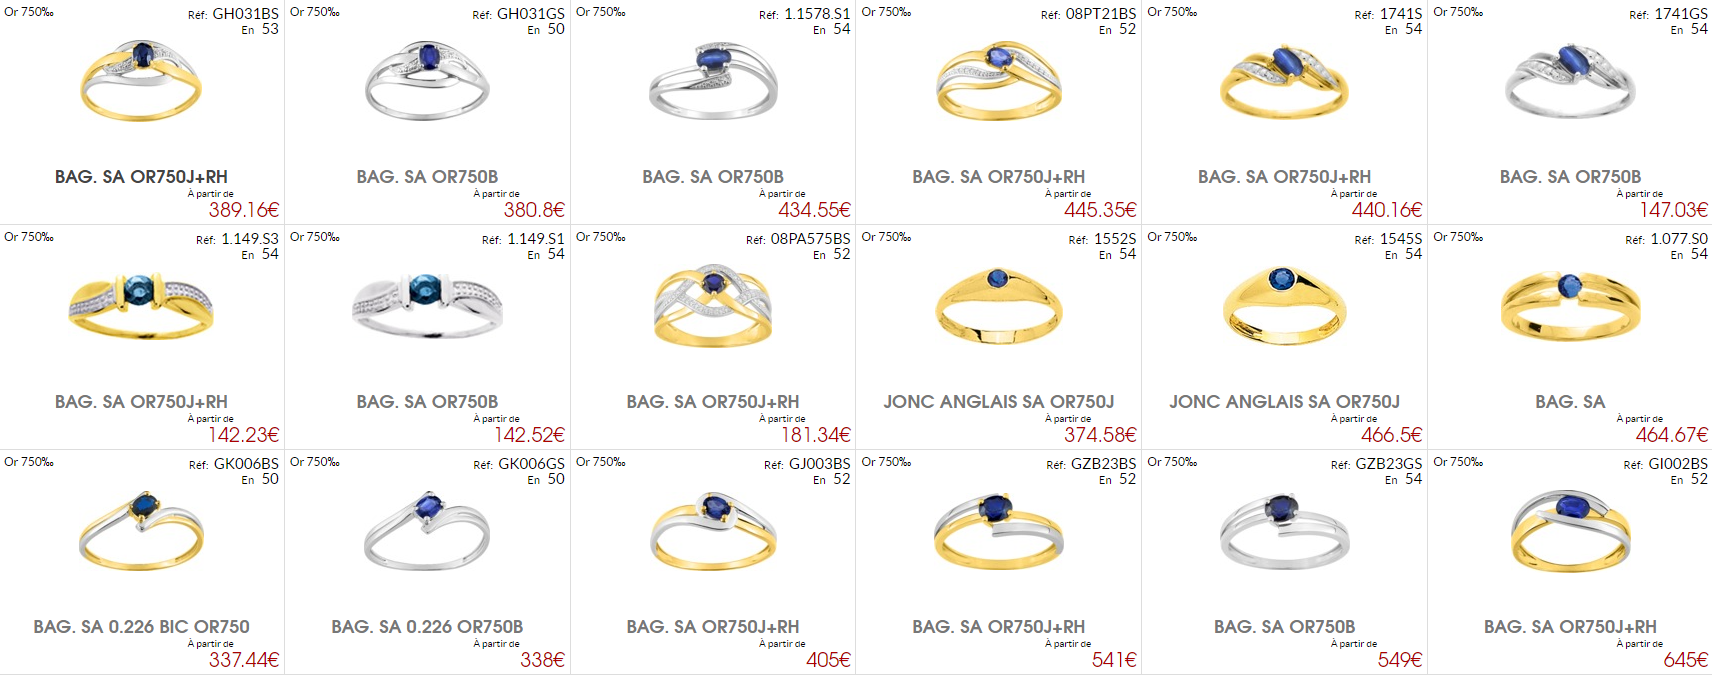 Or 750‰
Réf: GH031BS
En 53
BAG. SA OR750J+RH
À partir de
389.16€
Or 750‰
Réf: GH031GS
En 50
BAG. SA OR750B
À partir de
380.8€
Or 750‰
Réf: 1.1578.S1
En 54
BAG. SA OR750B
À partir de
434.55€
Or 750‰
Réf: 08PT21BS
En 52
BAG. SA OR750J+RH
À partir de
445.35€
Or 750‰
Réf: 1741S
En 54
BAG. SA OR750J+RH
À partir de
440.16€
Or 750‰
Réf: 1741GS
En 54
BAG. SA OR750B
À partir de
147.03€
Or 750‰
Réf: 1.149.S3
En 54
BAG. SA OR750J+RH
À partir de
142.23€
Or 750‰
Réf: 1.149.S1
En 54
BAG. SA OR750B
À partir de
142.52€
Or 750‰
Réf: 08PA575BS
En 52
BAG. SA OR750J+RH
À partir de
181.34€
Or 750‰
Réf: 1552S
En 54
JONC ANGLAIS SA OR750J
À partir de
374.58€
Or 750‰
Réf: 1545S
En 54
JONC ANGLAIS SA OR750J
À partir de
466.5€
Or 750‰
Réf: 1.077.S0
En 54
BAG. SA
À partir de
464.67€
Or 750‰
Réf: GK006BS
En 50
BAG. SA 0.226 BIC OR750
À partir de
337.44€
Or 750‰
Réf: GK006GS
En 50
BAG. SA 0.226 OR750B
À partir de
338€
Or 750‰
Réf: GJ003BS
En 52
BAG. SA OR750J+RH
À partir de
405€
Or 750‰
Réf: GZB23BS
En 52
BAG. SA OR750J+RH
À partir de
541€
Or 750‰
Réf: GZB23GS
En 54
BAG. SA OR750B
À partir de
549€
Or 750‰
Réf: GI002BS
En 52
BAG. SA OR750J+RH
À partir de
645€